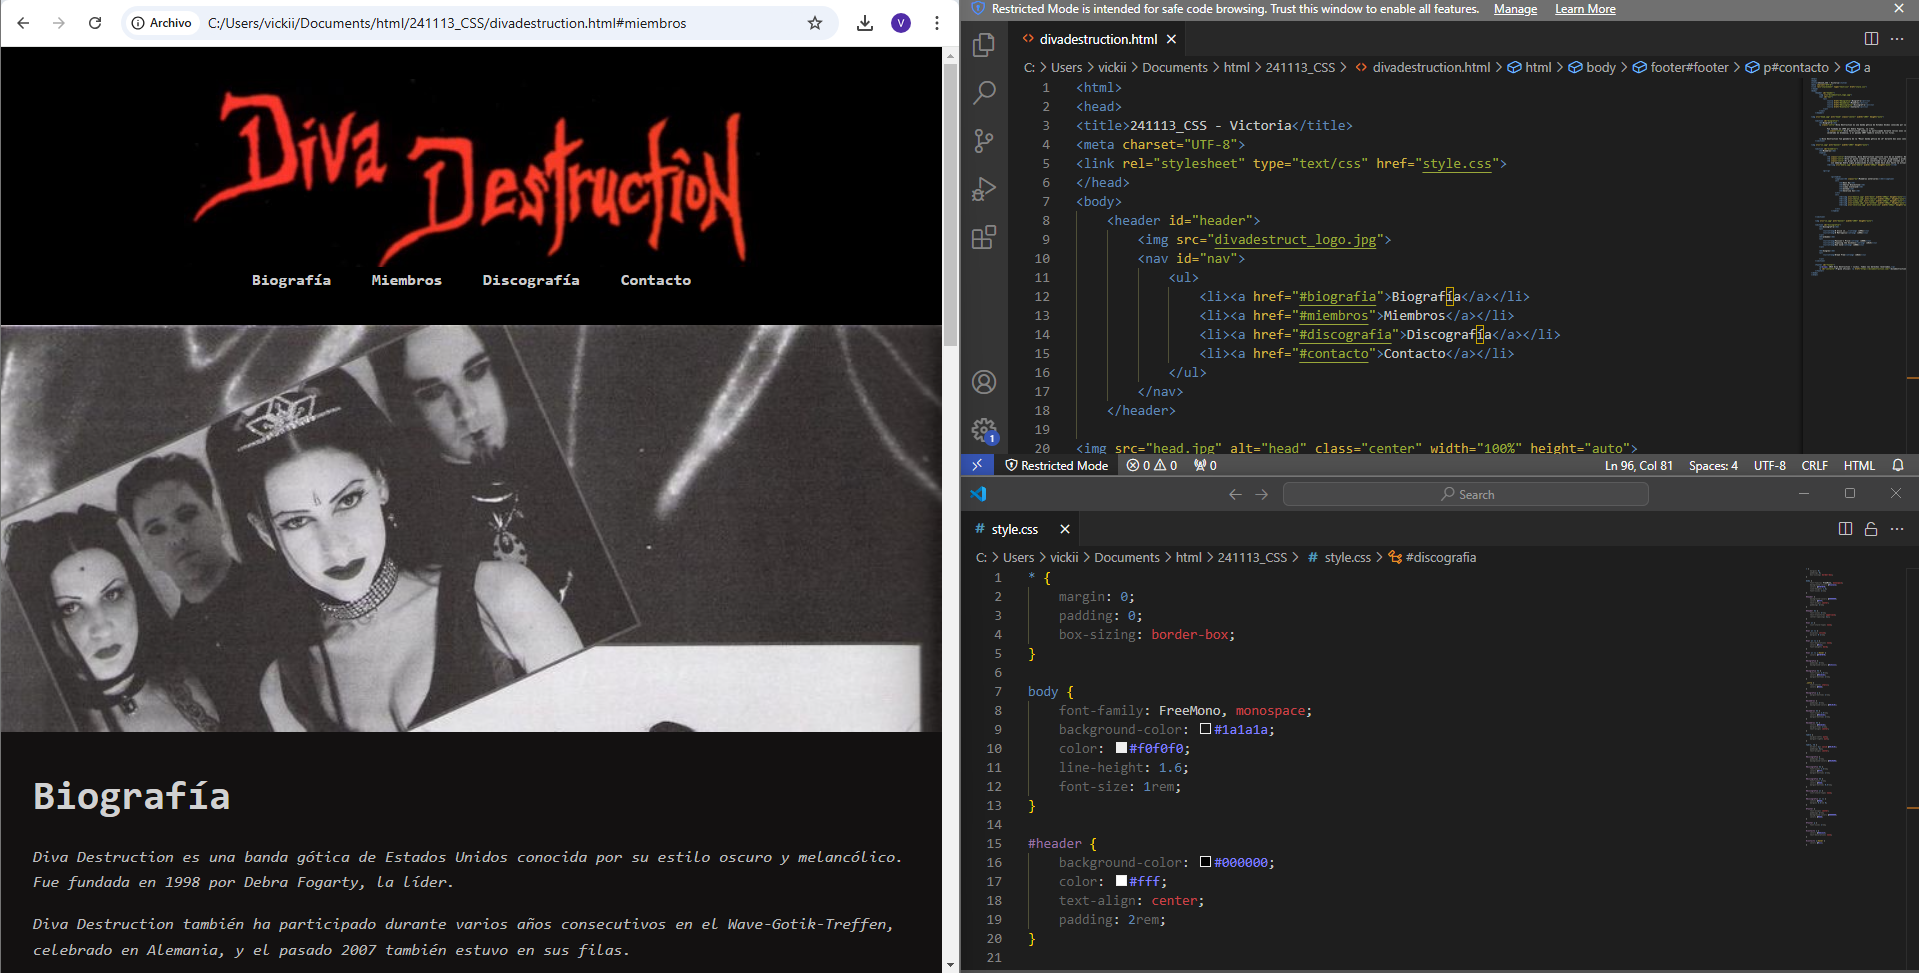 Archivo
C:/Users/vickii/Documents/html/241113_CSS/divadestruction.html#miembros
V
DIVA DESTRUCTION
Biografía Miembros Discografía Contacto
Biografía
Diva Destruction es una banda gótica de Estados Unidos conocida por su estilo oscuro y melancólico.
Fue fundada en 1998 por Debra Fogarty, la líder.
Diva Destruction también ha participado durante varios años consecutivos en el Wave-Gotik-Treffen,
celebrado en Alemania, y el pasado 2007 también estuvo en sus filas.
Restricted Mode is intended for safe code browsing. Trust this window to enable all features. Manage Learn More
divadestruction.html
C: > Users > vickii > Documents > html > 241113_CSS > divadestruction.html > html > body > footer#footer > p#contacto > a
1 <html>
2 <head>
3 <title>241113_CSS - Victoria</title>
4 <meta charset="UTF-8">
5 <link rel="stylesheet" type="text/css" href="style.css">
6 </head>
7 <body>
8 <header id="header">
9 <img src="divadestruct_logo.jpg">
10 <nav id="nav">
11 <ul>
12 <li><a href="#biografia">Biografía</a></li>
13 <li><a href="#miembros">Miembros</a></li>
14 <li><a href="#discografia">Discografía</a></li>
15 <li><a href="#contacto">Contacto</a></li>
16 </ul>
17 </nav>
18 </header>
19
20 <img src="head.jpg" alt="head" class="center" width="100%" height="auto">
1
Restricted Mode 0 0 0 Ln 96, Col 81 Spaces: 4 UTF-8 CRLF HTML
Search
# style.css
C: > Users > vickii > Documents > html > 241113_CSS > # style.css > #discografia
1 * {
2 margin: 0;
3 padding: 0;
4 box-sizing: border-box;
5 }
6
7 body {
8 font-family: FreeMono, monospace;
9 background-color: #1a1a1a;
10 color: #f0f0f0;
11 line-height: 1.6;
12 font-size: 1rem;
13 }
14
15 #header {
16 background-color: #000000;
17 color: #fff;
18 text-align: center;
19 padding: 2rem;
20 }
21